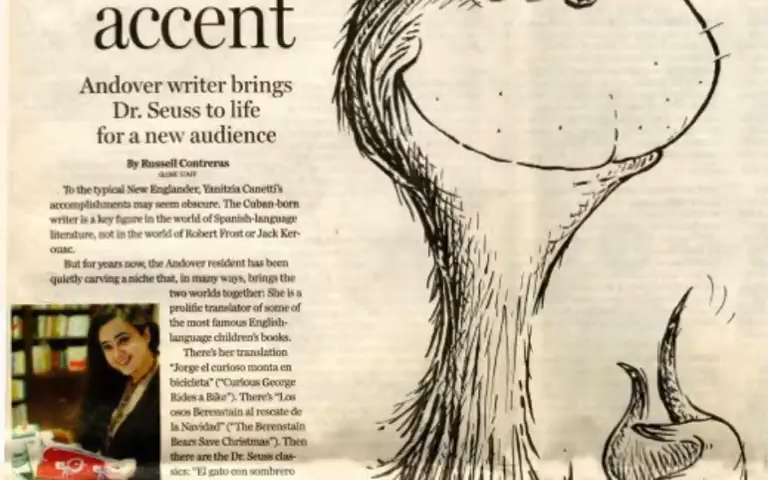 accent
Andover writer brings
Dr. Seuss to life
for a new audience
By Russell Contreras
GLOBE STAFF
To the typical New Englander, Yanitzia Canetti's
accomplishments may seem obscure. The Cuban-born
writer is a key figure in the world of Spanish-language
literature, not in the world of Robert Frost or Jack Ker-
ouac.
But for years now, the Andover resident has been
quietly carving a niche that, in many ways, brings the
two worlds together: She is a
prolific translator of some of
the most famous English-
language children's books.
There's her translation
"Jorge el curioso monta en
bicicleta" ("Curious George
Rides a Bike"). There's "Los
osos Berenstain al rescate de
la Navidad" ("The Berenstain
Bears Save Christmas"). Then
there are the Dr. Seuss clas-
sics: "El gato con sombrero